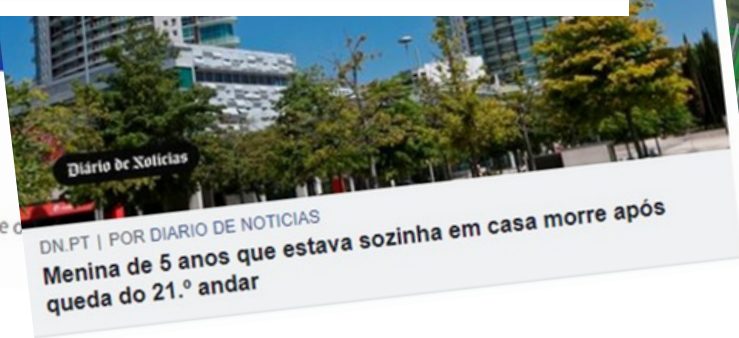 Diário de Notícias
DN.PT | POR DIARIO DE NOTICIAS
Menina de 5 anos que estava sozinha em casa morre após
queda do 21.º andar